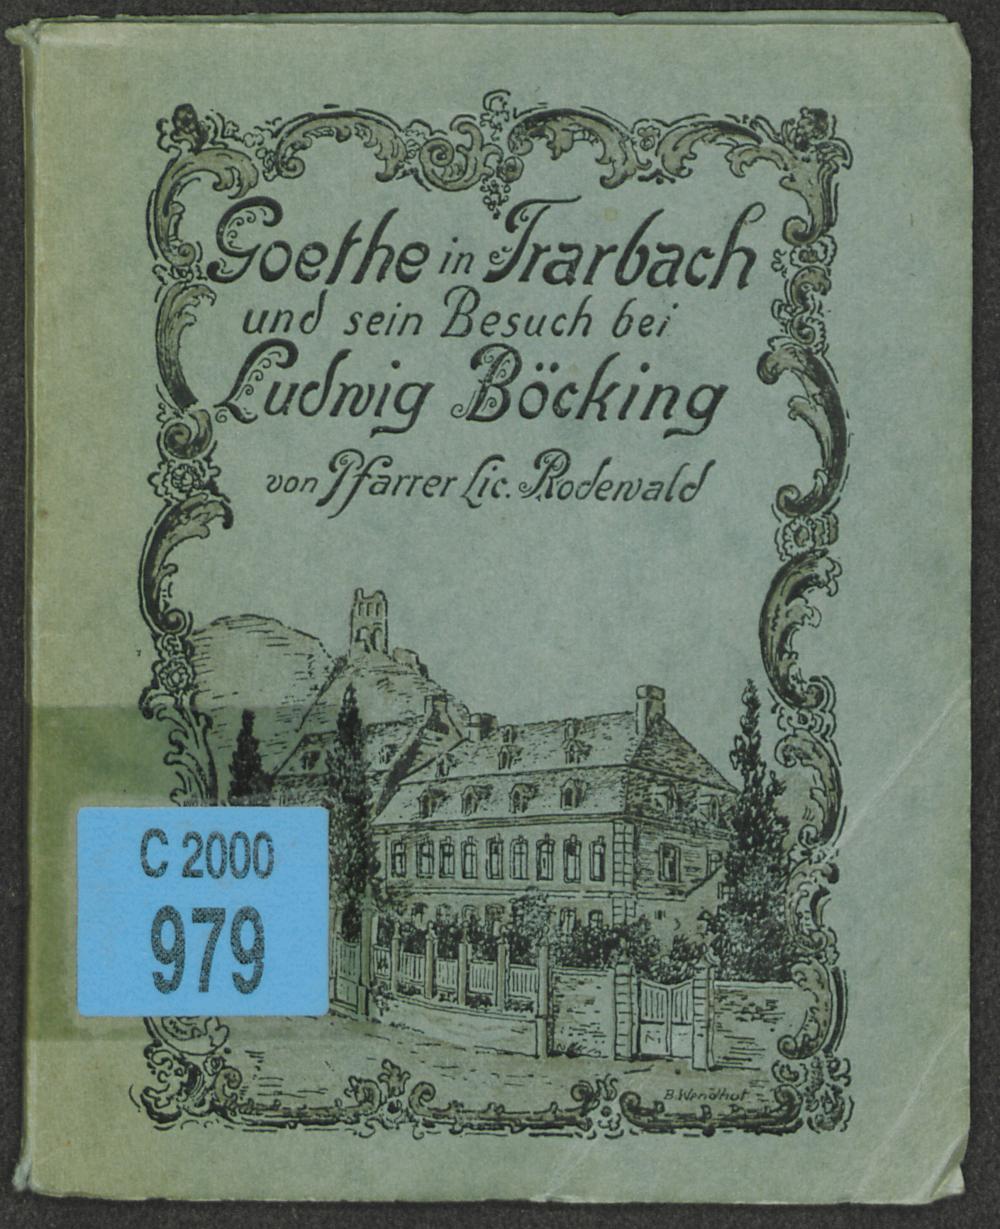 Goethe in Trarbach
und sein Besuch bei
Ludwig Böcking
von Pfarrer Lic. Rodewald
C 2000
979